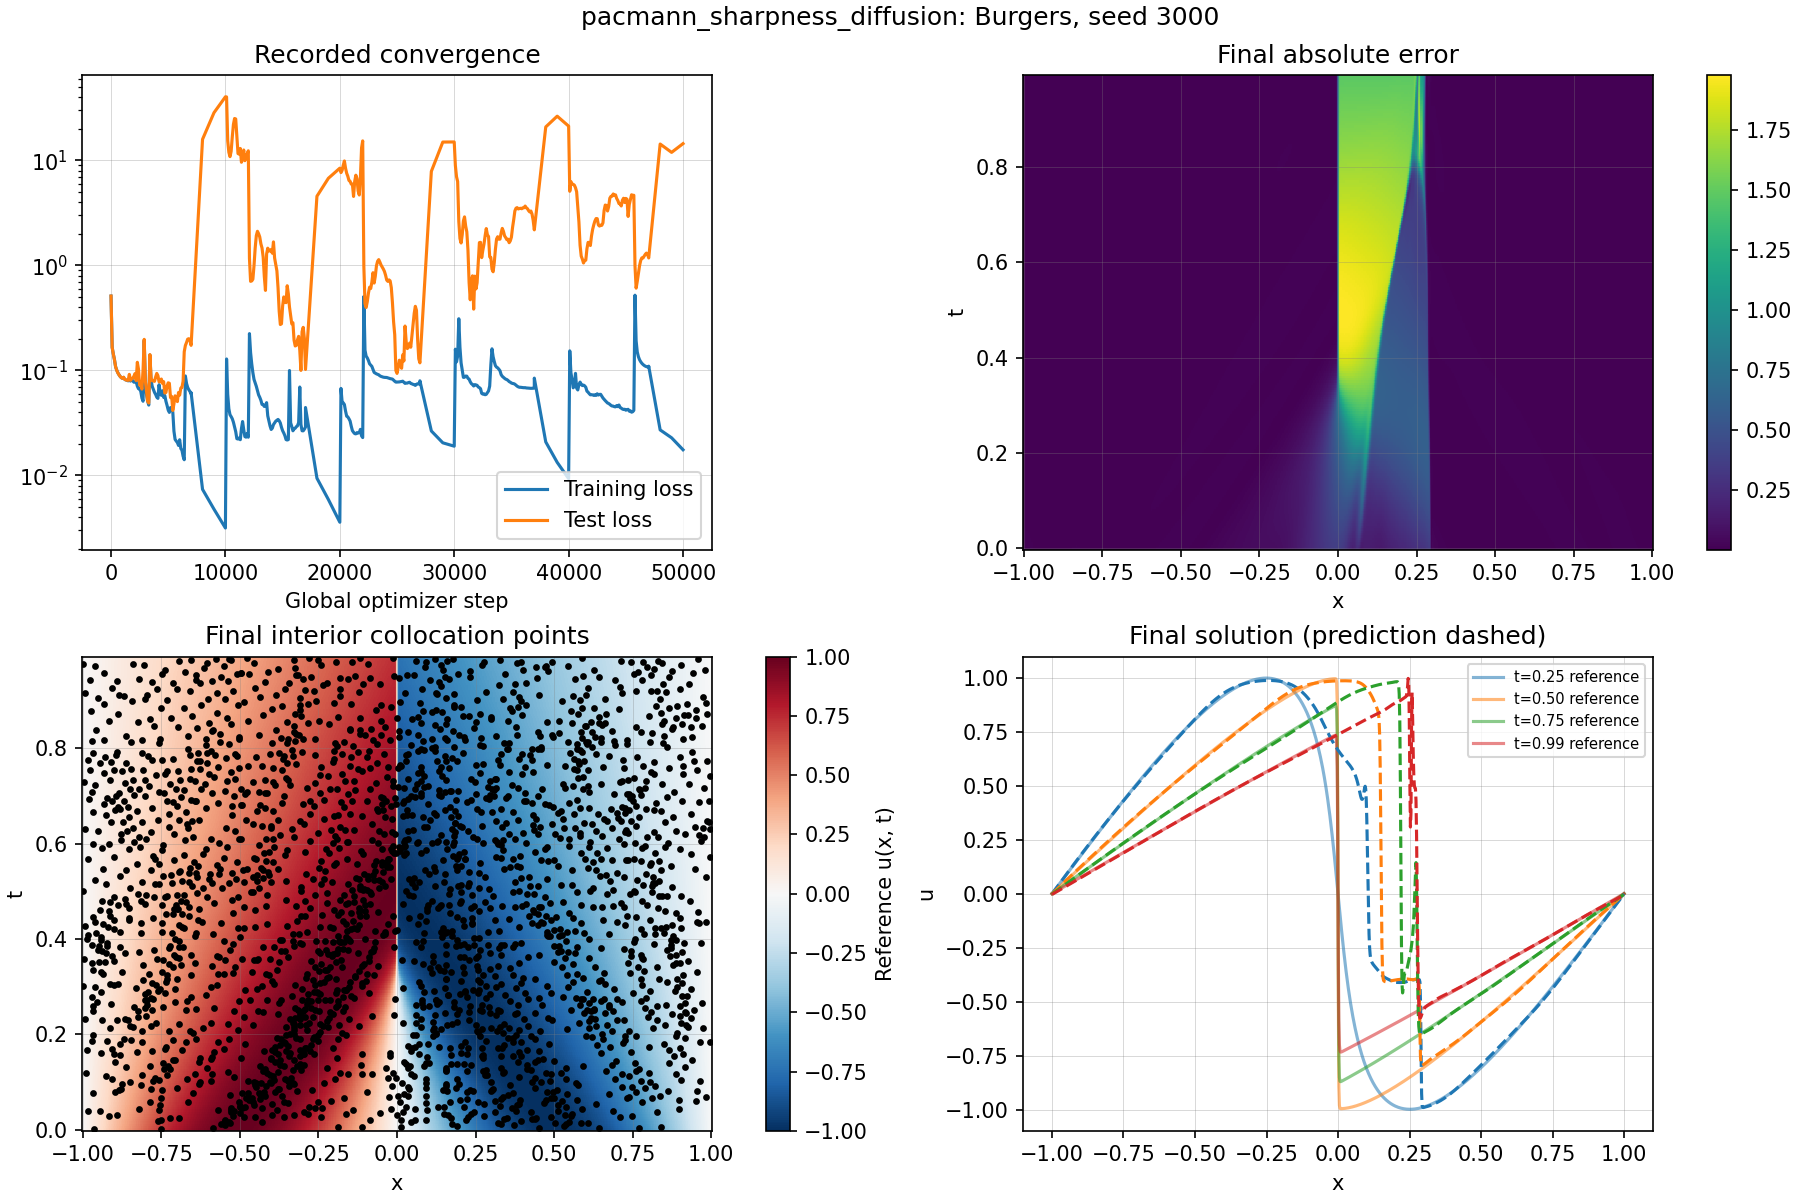 pacmann_sharpness_diffusion: Burgers, seed 3000
Recorded convergence
10¹
10⁰
10⁻¹
10⁻²
Training loss
Test loss
0 10000 20000 30000 40000 50000
Global optimizer step
Final absolute error
t
0.8
0.6
0.4
0.2
0.0
−1.00 −0.75 −0.50 −0.25 0.00 0.25 0.50 0.75 1.00
x
1.75
1.50
1.25
1.00
0.75
0.50
0.25
Final interior collocation points
t
0.8
0.6
0.4
0.2
0.0
−1.00 −0.75 −0.50 −0.25 0.00 0.25 0.50 0.75 1.00
x
1.00
0.75
0.50
0.25
0.00
−0.25
−0.50
−0.75
−1.00
Reference u(x, t)
Final solution (prediction dashed)
u
1.00
0.75
0.50
0.25
0.00
−0.25
−0.50
−0.75
−1.00
t=0.25 reference
t=0.50 reference
t=0.75 reference
t=0.99 reference
−1.00 −0.75 −0.50 −0.25 0.00 0.25 0.50 0.75 1.00
x